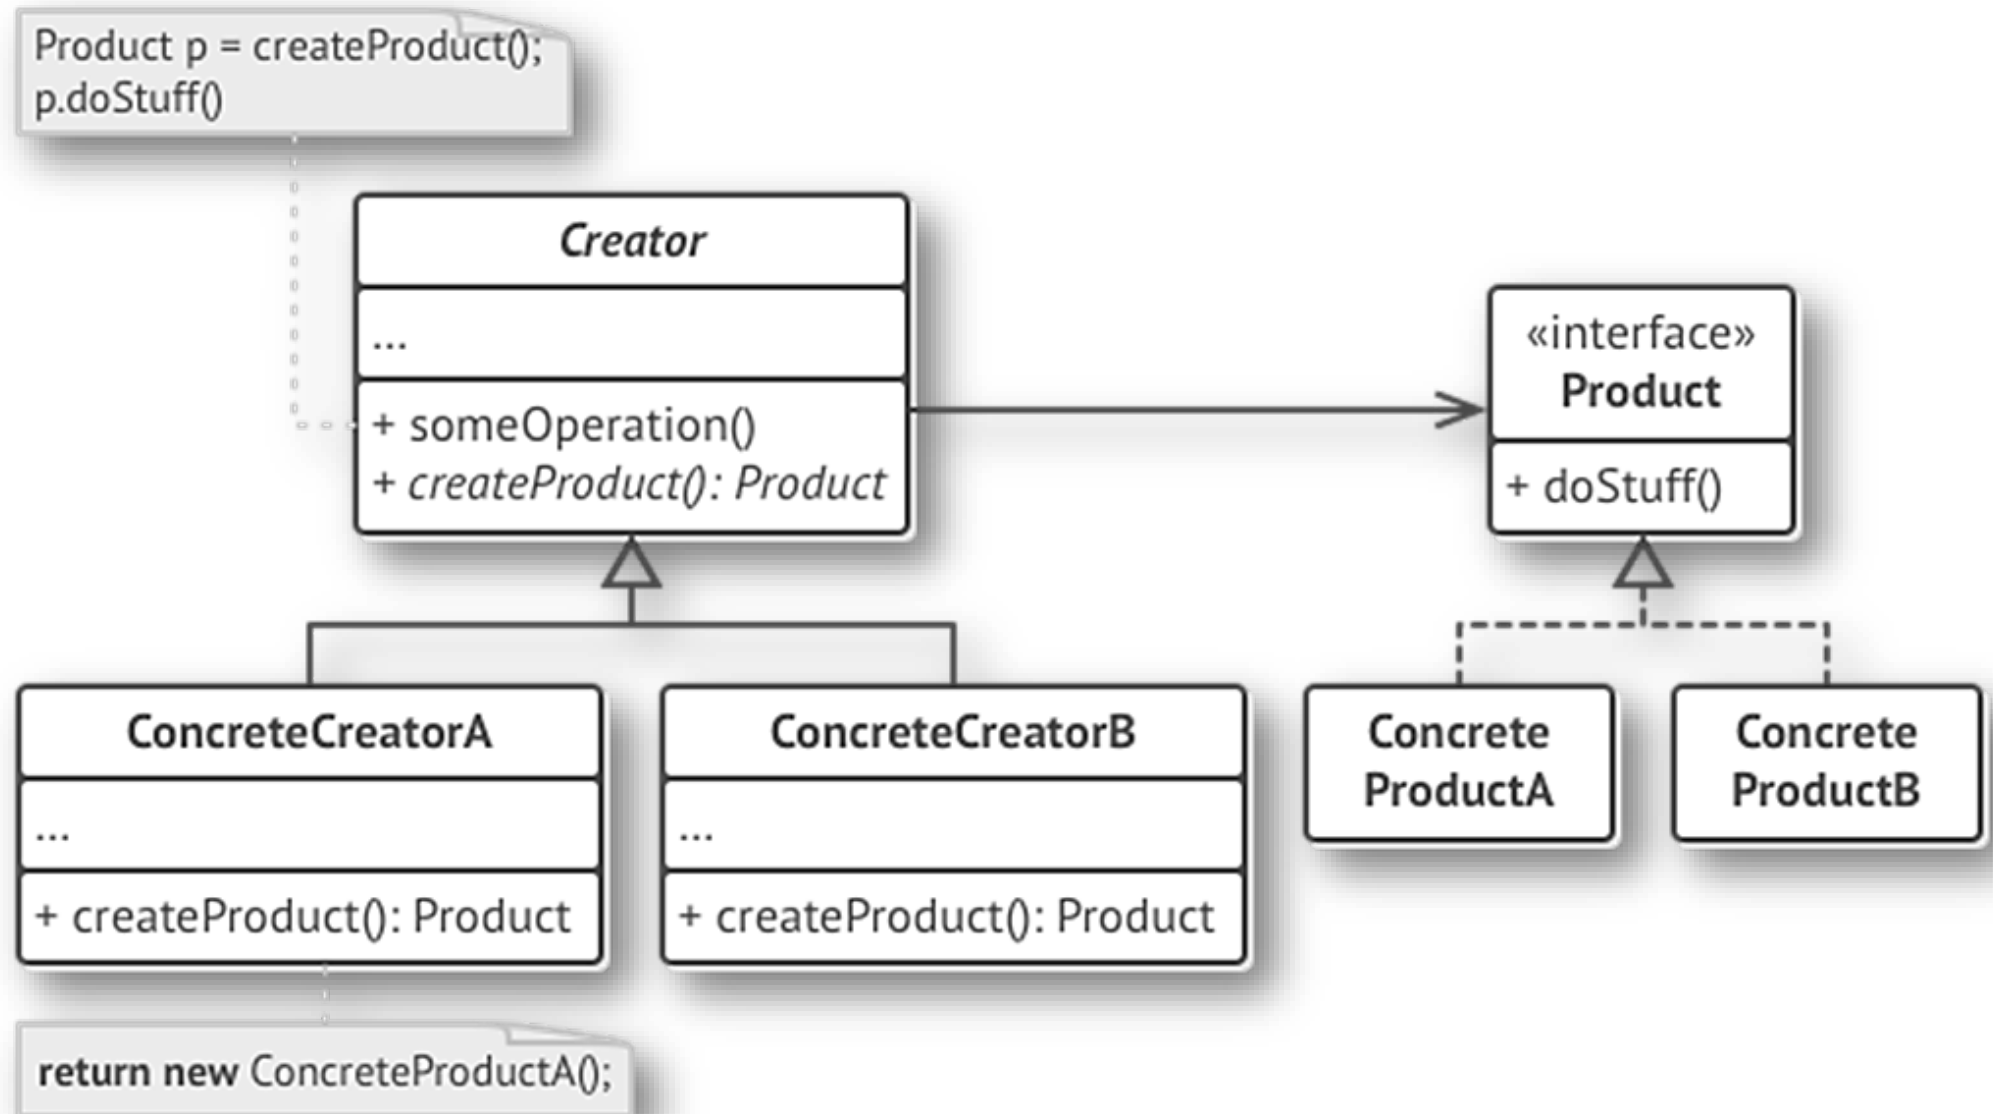 Product p = createProduct();
p.doStuff()
Creator
...
+ someOperation()
+ createProduct(): Product
«interface»
Product
+ doStuff()
ConcreteCreatorA
...
+ createProduct(): Product
ConcreteCreatorB
...
+ createProduct(): Product
Concrete
ProductA
Concrete
ProductB
return new ConcreteProductA();